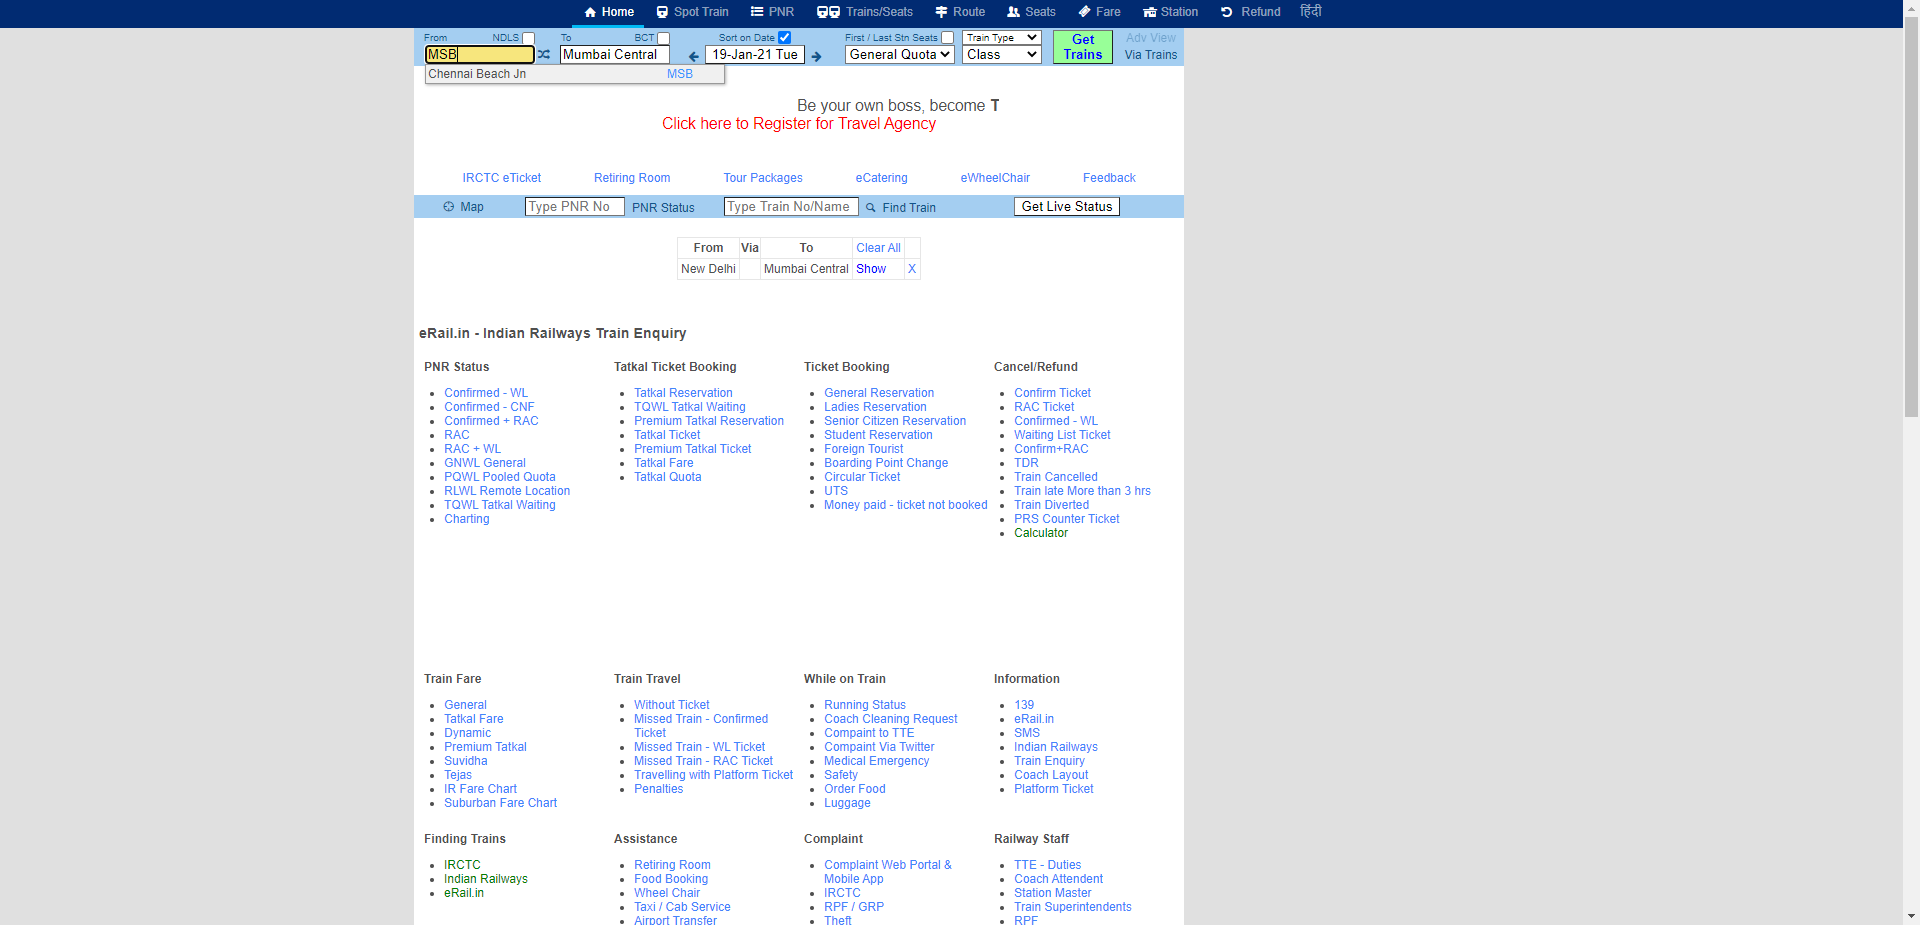 Home Spot Train PNR Trains/Seats Route Seats Fare Station Refund हिंदी
From NDLS To BCT Sort on Date First / Last Stn Seats Train Type Get Trains Adv View
MSB Mumbai Central 19-Jan-21 Tue General Quota Class Via Trains
Chennai Beach Jn MSB
Be your own boss, become T
Click here to Register for Travel Agency
IRCTC eTicket Retiring Room Tour Packages eCatering eWheelChair Feedback
Map Type PNR No PNR Status Type Train No/Name Find Train Get Live Status
From Via To Clear All
New Delhi Mumbai Central Show X
eRail.in - Indian Railways Train Enquiry
PNR Status
Confirmed - WL
Confirmed - CNF
Confirmed + RAC
RAC
RAC + WL
GNWL General
PQWL Pooled Quota
RLWL Remote Location
TQWL Tatkal Waiting
Charting
Tatkal Ticket Booking
Tatkal Reservation
TQWL Tatkal Waiting
Premium Tatkal Reservation
Tatkal Ticket
Premium Tatkal Ticket
Tatkal Fare
Tatkal Quota
Ticket Booking
General Reservation
Ladies Reservation
Senior Citizen Reservation
Student Reservation
Foreign Tourist
Boarding Point Change
Circular Ticket
UTS
Money paid - ticket not booked
Cancel/Refund
Confirm Ticket
RAC Ticket
Confirmed - WL
Waiting List Ticket
Confirm+RAC
TDR
Train Cancelled
Train late More than 3 hrs
Train Diverted
PRS Counter Ticket
Calculator
Train Fare
General
Tatkal Fare
Dynamic
Premium Tatkal
Suvidha
Tejas
IR Fare Chart
Suburban Fare Chart
Train Travel
Without Ticket
Missed Train - Confirmed
Ticket
Missed Train - WL Ticket
Missed Train - RAC Ticket
Travelling with Platform Ticket
Penalties
While on Train
Running Status
Coach Cleaning Request
Compaint to TTE
Compaint Via Twitter
Medical Emergency
Safety
Order Food
Luggage
Information
139
eRail.in
SMS
Indian Railways
Train Enquiry
Coach Layout
Platform Ticket
Finding Trains
IRCTC
Indian Railways
eRail.in
Assistance
Retiring Room
Food Booking
Wheel Chair
Taxi / Cab Service
Airport Transfer
Complaint
Complaint Web Portal &
Mobile App
IRCTC
RPF / GRP
Theft
Railway Staff
TTE - Duties
Coach Attendent
Station Master
Train Superintendents
RPF